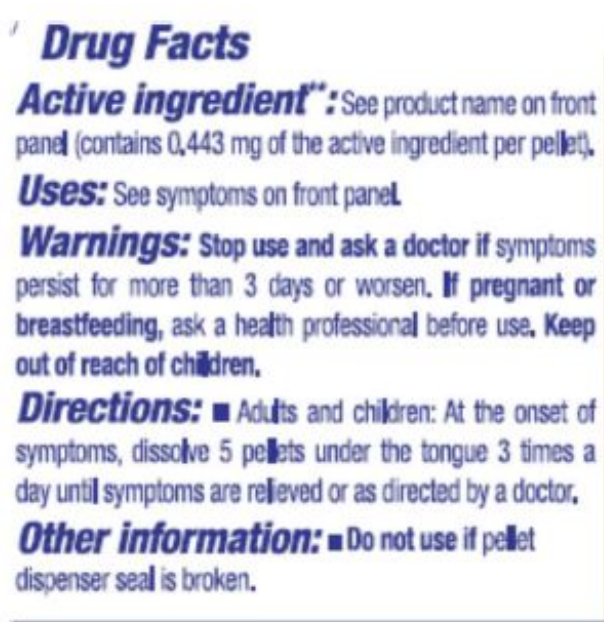 Drug Facts
Active ingredient**: See product name on front
panel (contains 0.443 mg of the active ingredient per pellet).
Uses: See symptoms on front panel.
Warnings: Stop use and ask a doctor if symptoms
persist for more than 3 days or worsen. If pregnant or
breastfeeding, ask a health professional before use. Keep
out of reach of children.
Directions: ■ Adults and children: At the onset of
symptoms, dissolve 5 pellets under the tongue 3 times a
day until symptoms are relieved or as directed by a doctor.
Other information: ■ Do not use if pellet
dispenser seal is broken.